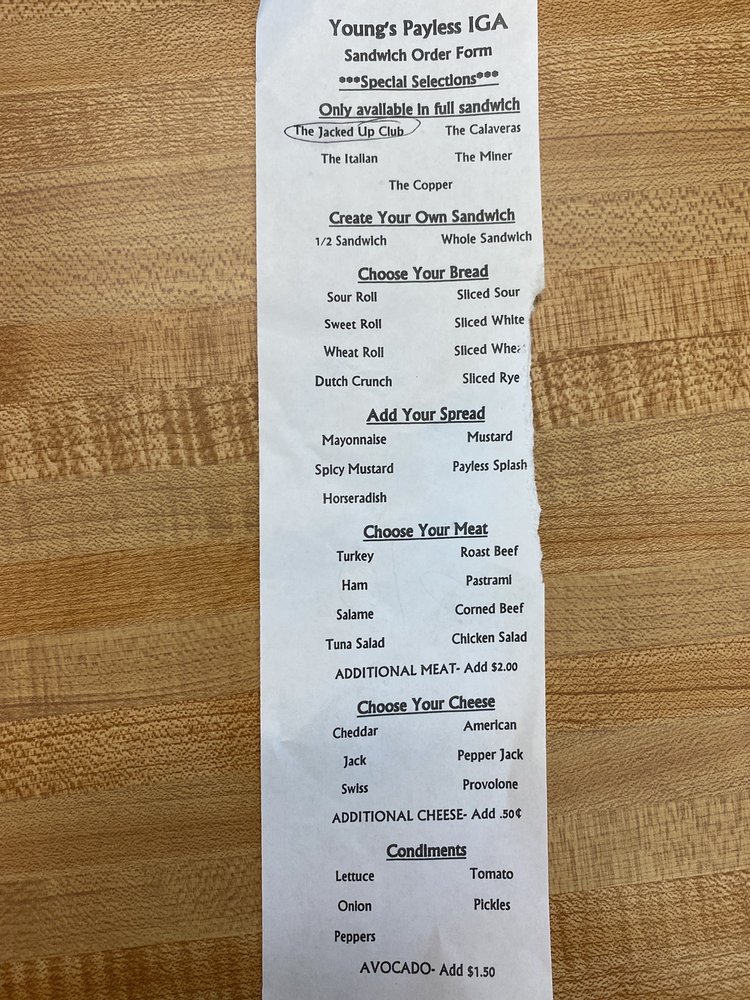 Young's Payless IGA
Sandwich Order Form
***Special Selections***
Only available in full sandwich
The Jacked Up Club The Calaveras
The Italian The Miner
The Copper
Create Your Own Sandwich
1/2 Sandwich Whole Sandwich
Choose Your Bread
Sour Roll Sliced Sour
Sweet Roll Sliced White
Wheat Roll Sliced Whea
Dutch Crunch Sliced Rye
Add Your Spread
Mayonnaise Mustard
Spicy Mustard Payless Splash
Horseradish
Choose Your Meat
Turkey Roast Beef
Ham Pastrami
Salame Corned Beef
Tuna Salad Chicken Salad
ADDITIONAL MEAT- Add $2.00
Choose Your Cheese
Cheddar American
Jack Pepper Jack
Swiss Provolone
ADDITIONAL CHEESE- Add .50¢
Condiments
Lettuce Tomato
Onion Pickles
Peppers
AVOCADO- Add $1.50